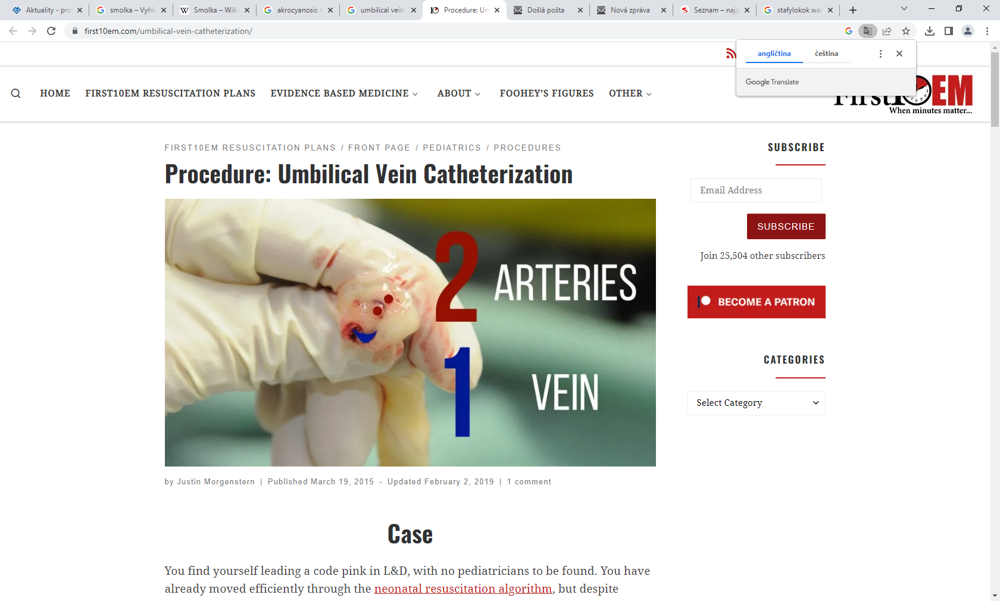 Aktuality - pro
smolka – Vyhle
Smolka – Wiki
akrocyanosis n
umbilical vein
Procedure: Um
Došlá pošta
Nová zpráva
Seznam – najd
stafylokok war
first10em.com/umbilical-vein-catheterization/
angličtina
čeština
Google Translate
HOME
FIRST10EM RESUSCITATION PLANS
EVIDENCE BASED MEDICINE
ABOUT
FOOHEY’S FIGURES
OTHER
First10EM
When minutes matter...
FIRST10EM RESUSCITATION PLANS / FRONT PAGE / PEDIATRICS / PROCEDURES
Procedure: Umbilical Vein Catheterization
2 ARTERIES
1 VEIN
by Justin Morgenstern | Published March 19, 2015 - Updated February 2, 2019 | 1 comment
Case
You find yourself leading a code pink in L&D, with no pediatricians to be found. You have
already moved efficiently through the neonatal resuscitation algorithm, but despite
SUBSCRIBE
Email Address
SUBSCRIBE
Join 25,504 other subscribers
BECOME A PATRON
CATEGORIES
Select Category